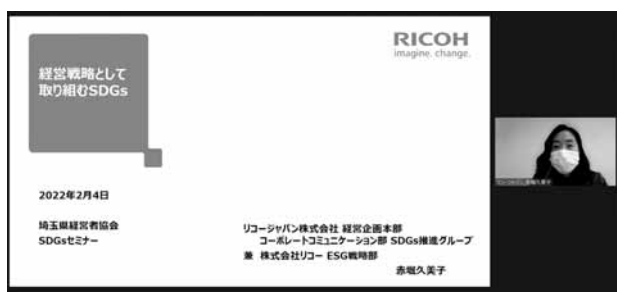 RICOH
imagine. change.
経営戦略として
取り組むSDGs
2022年2月4日
埼玉県経営者協会
SDGsセミナー
リコージャパン株式会社 経営企画本部
コーポレートコミュニケーション部 SDGs推進グループ
兼 株式会社リコー ESG戦略部
赤堀久美子